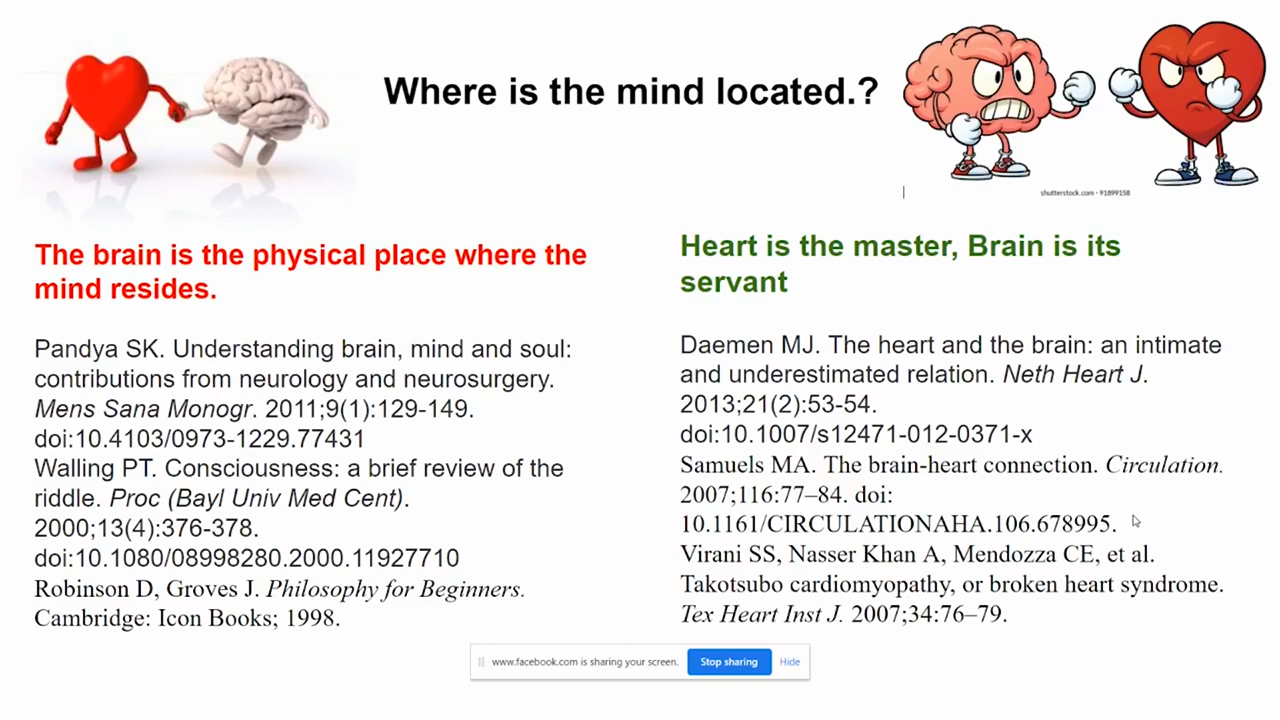 Where is the mind located.?
shutterstock.com · 91899158
The brain is the physical place where the
mind resides.
Pandya SK. Understanding brain, mind and soul:
contributions from neurology and neurosurgery.
Mens Sana Monogr. 2011;9(1):129-149.
doi:10.4103/0973-1229.77431
Walling PT. Consciousness: a brief review of the
riddle. Proc (Bayl Univ Med Cent).
2000;13(4):376-378.
doi:10.1080/08998280.2000.11927710
Robinson D, Groves J. Philosophy for Beginners.
Cambridge: Icon Books; 1998.
Heart is the master, Brain is its
servant
Daemen MJ. The heart and the brain: an intimate
and underestimated relation. Neth Heart J.
2013;21(2):53-54.
doi:10.1007/s12471-012-0371-x
Samuels MA. The brain-heart connection. Circulation.
2007;116:77–84. doi:
10.1161/CIRCULATIONAHA.106.678995.
Virani SS, Nasser Khan A, Mendozza CE, et al.
Takotsubo cardiomyopathy, or broken heart syndrome.
Tex Heart Inst J. 2007;34:76–79.
www.facebook.com is sharing your screen. Stop sharing Hide